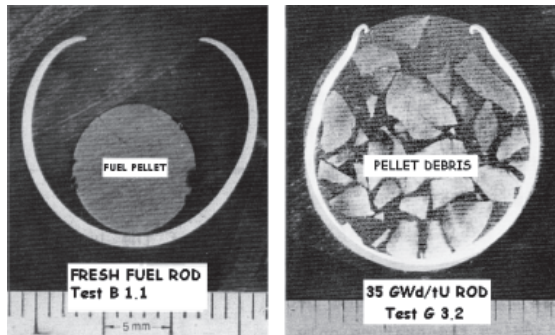 FUEL PELLET
FRESH FUEL ROD
Test B 1.1
5 mm
PELLET DEBRIS
35 GWd/tU ROD
Test G 3.2